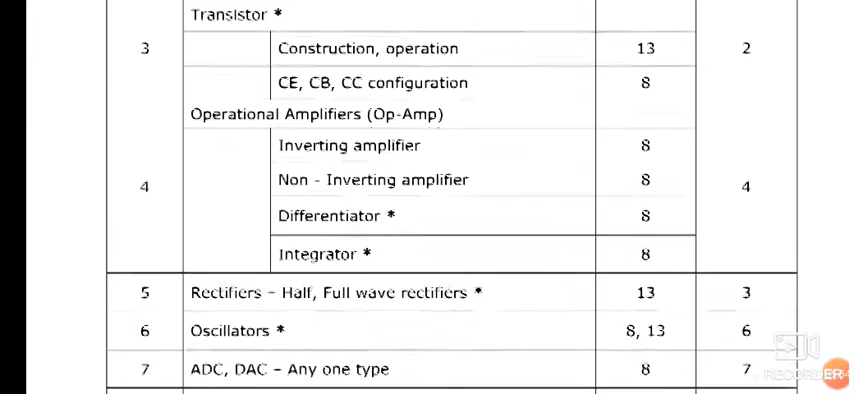 Transistor *
3 Construction, operation 13 2
CE, CB, CC configuration 8
Operational Amplifiers (Op-Amp)
Inverting amplifier 8
4 Non - Inverting amplifier 8 4
Differentiator * 8
Integrator * 8
5 Rectifiers – Half, Full wave rectifiers * 13 3
6 Oscillators * 8, 13 6
7 ADC, DAC – Any one type 8 7
RECORDER